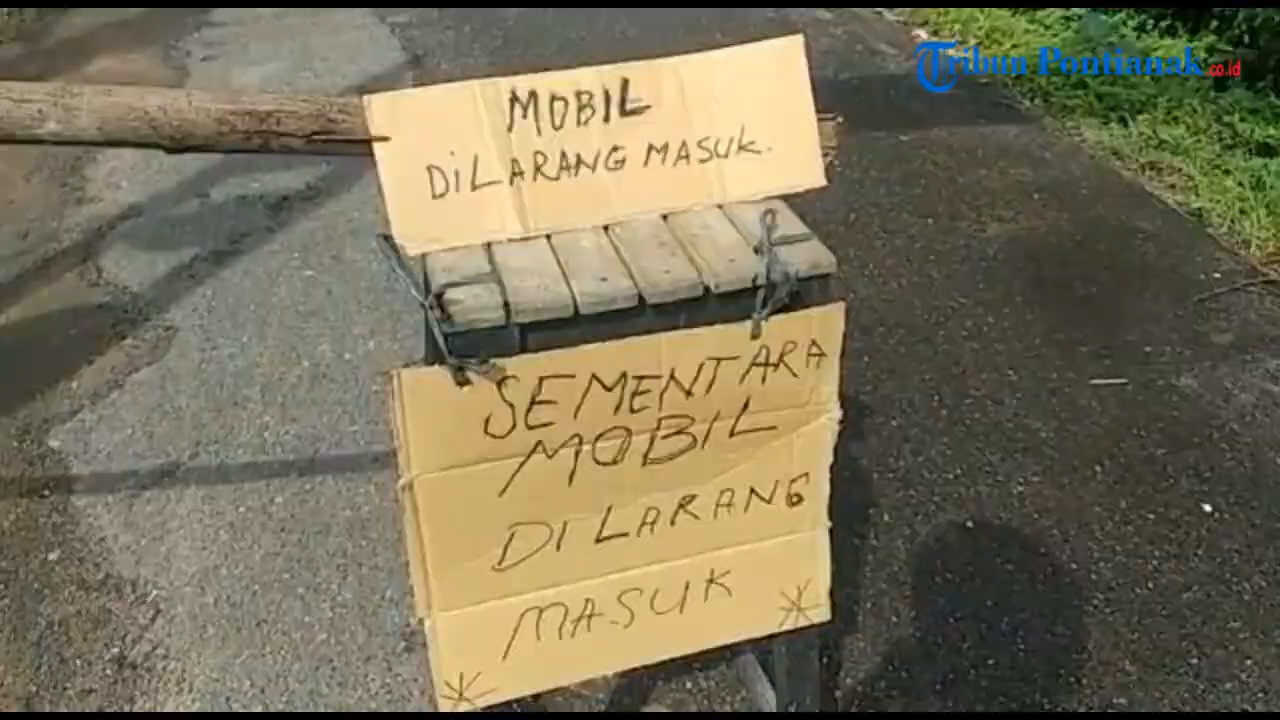 Tribun Pontianak.co.id
MOBIL
DiLARANG MASUK.
SEMENTARA
MOBIL
DI LARANG
MASUK